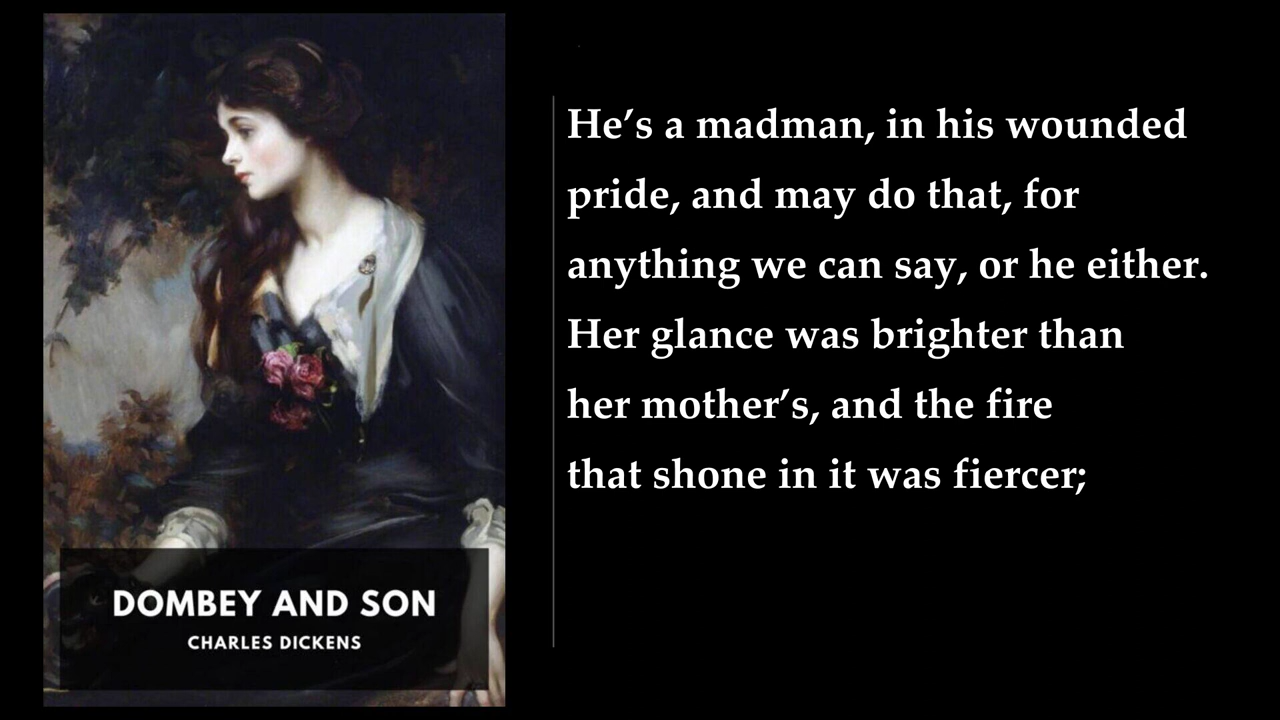 He’s a madman, in his wounded
pride, and may do that, for
anything we can say, or he either.
Her glance was brighter than
her mother’s, and the fire
that shone in it was fiercer;
DOMBEY AND SON
CHARLES DICKENS